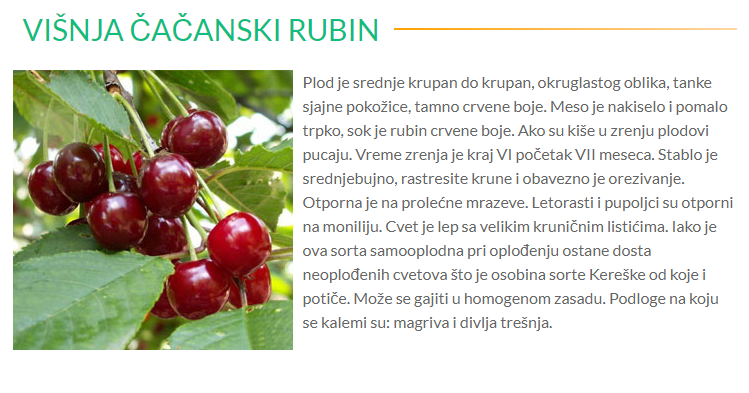 VIŠNJA ČAČANSKI RUBIN
Plod je srednje krupan do krupan, okruglastog oblika, tanke
sjajne pokožice, tamno crvene boje. Meso je nakiselo i pomalo
trpko, sok je rubin crvene boje. Ako su kiše u zrenju plodovi
pucaju. Vreme zrenja je kraj VI početak VII meseca. Stablo je
srednjebujno, rastresite krune i obavezno je orezivanje.
Otporna je na prolećne mrazeve. Letorasti i pupoljci su otporni
na moniliju. Cvet je lep sa velikim kruničnim listićima. Iako je
ova sorta samooplodna pri oplođenju ostane dosta
neoplođenih cvetova što je osobina sorte Kereške od koje i
potiče. Može se gajiti u homogenom zasadu. Podloge na koju
se kalemi su: magriva i divlja trešnja.